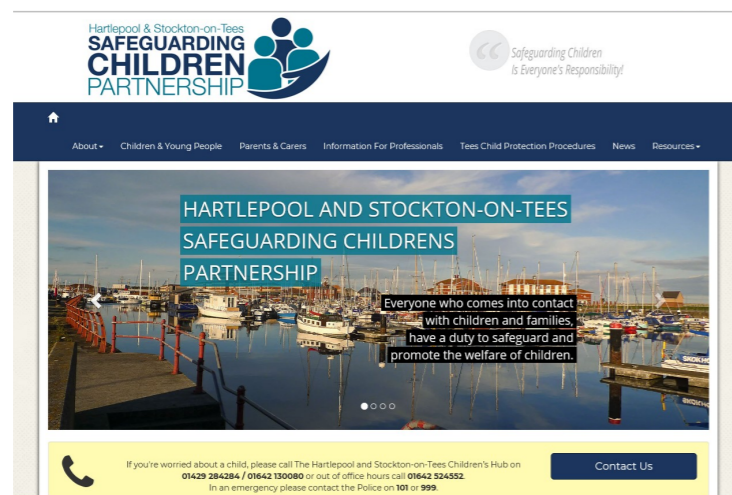 Hartlepool & Stockton-on-Tees
SAFEGUARDING
CHILDREN
PARTNERSHIP
Safeguarding Children
Is Everyone's Responsibility!
About
Children & Young People
Parents & Carers
Information For Professionals
Tees Child Protection Procedures
News
Resources
HARTLEPOOL AND STOCKTON-ON-TEES
SAFEGUARDING CHILDRENS
PARTNERSHIP
Everyone who comes into contact
with children and families,
have a duty to safeguard and
promote the welfare of children.
If you're worried about a child, please call The Hartlepool and Stockton-on-Tees Children's Hub on
01429 284284 / 01642 130080 or out of office hours call 01642 524552.
In an emergency please contact the Police on 101 or 999.
Contact Us